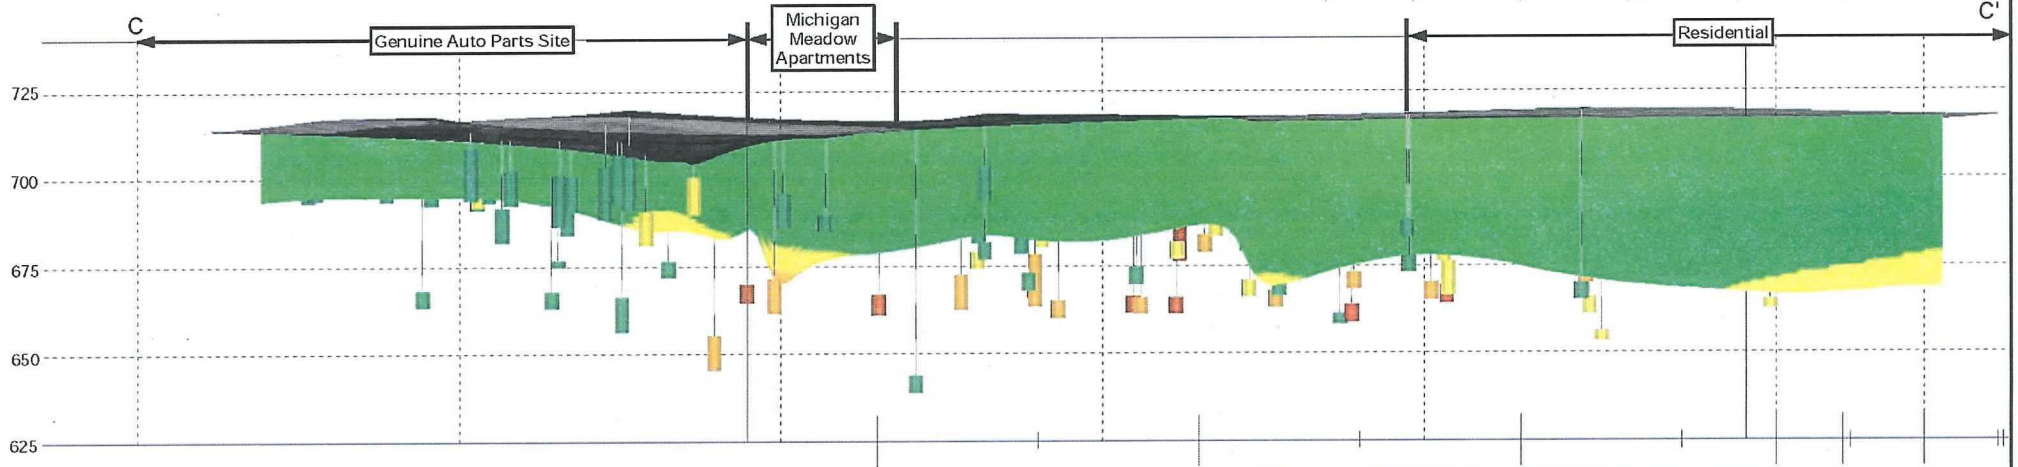 C
C'
Genuine Auto Parts Site
Michigan
Meadow
Apartments
Residential
725
700
675
650
625